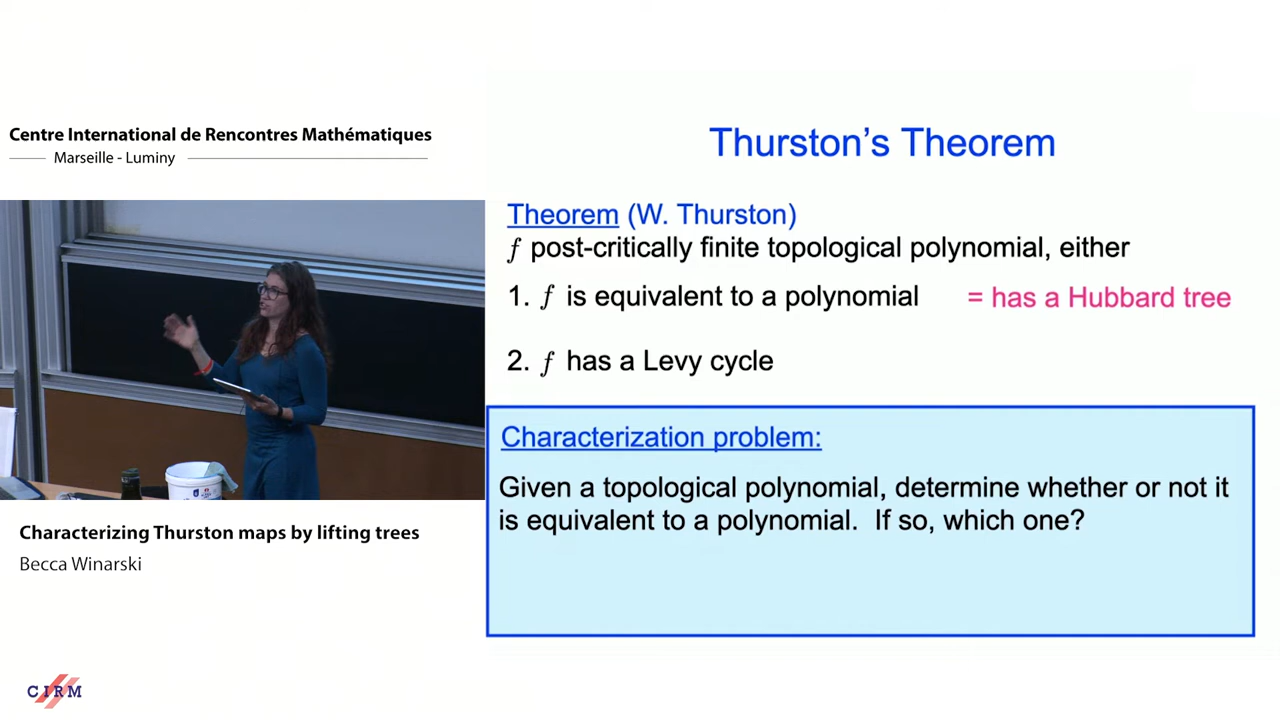 Centre International de Rencontres Mathématiques
Marseille - Luminy
Thurston's Theorem
Theorem (W. Thurston)
f post-critically finite topological polynomial, either
1. f is equivalent to a polynomial = has a Hubbard tree
2. f has a Levy cycle
Characterization problem:
Given a topological polynomial, determine whether or not it
is equivalent to a polynomial. If so, which one?
Characterizing Thurston maps by lifting trees
Becca Winarski
CIRM